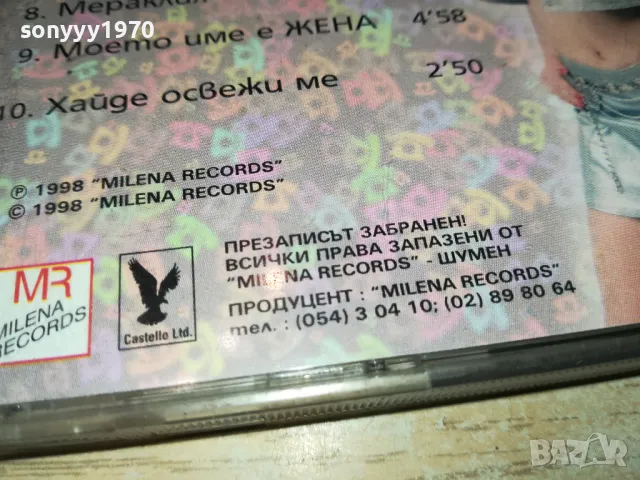 sonyyy1970
8. Мераклии
9. Моето име е ЖЕНА 4'58
10. Хайде освежи ме 2'50
℗ 1998 "MILENA RECORDS"
© 1998 "MILENA RECORDS"
MR
MILENA
RECORDS
Castello Ltd.
ПРЕЗАПИСЪТ ЗАБРАНЕН!
ВСИЧКИ ПРАВА ЗАПАЗЕНИ ОТ
"MILENA RECORDS" - ШУМЕН
ПРОДУЦЕНТ : "MILENA RECORDS"
тел. : (054) 3 04 10; (02) 89 80 64
BAZAR